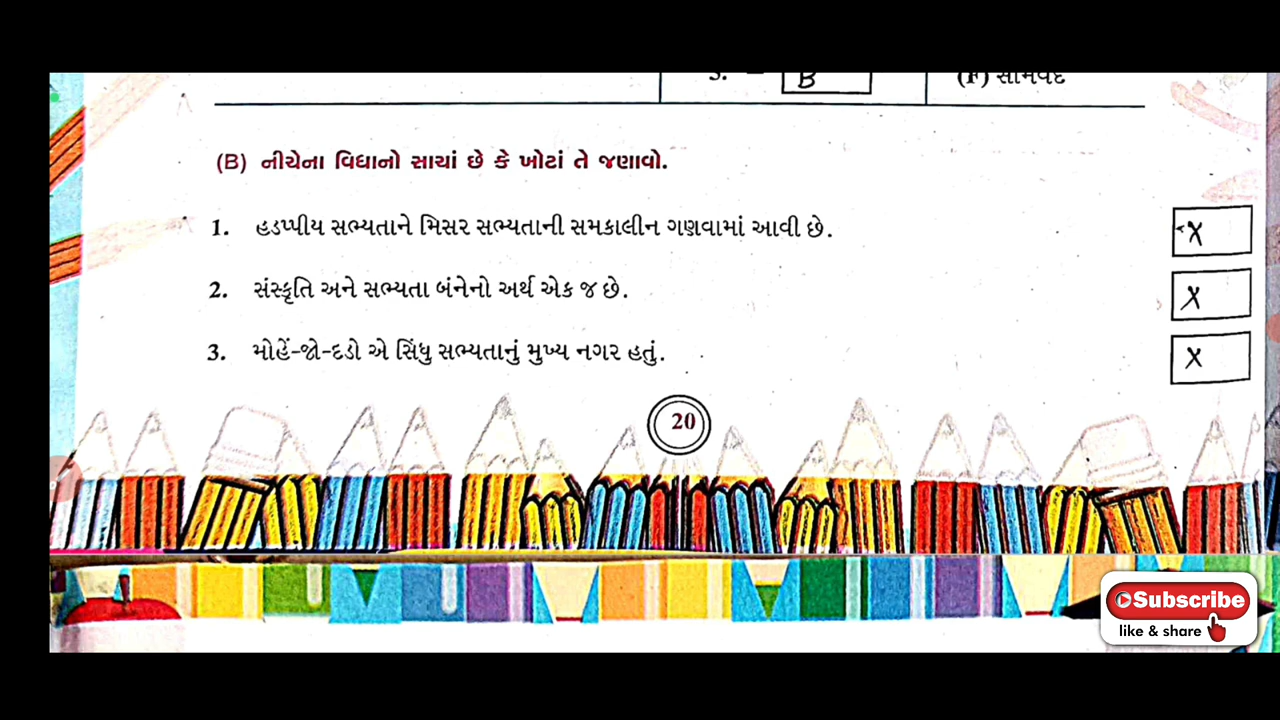 B
(F) સામવેદ
(B) નીચેના વિધાનો સાચાં છે કે ખોટાં તે જણાવો.
1. હડપ્પીય સભ્યતાને મિસર સભ્યતાની સમકાલીન ગણવામાં આવી છે. X
2. સંસ્કૃતિ અને સભ્યતા બંનેનો અર્થ એક જ છે. X
3. મોહેં-જો-દડો એ સિંધુ સભ્યતાનું મુખ્ય નગર હતું. X
20
Subscribe
like & share